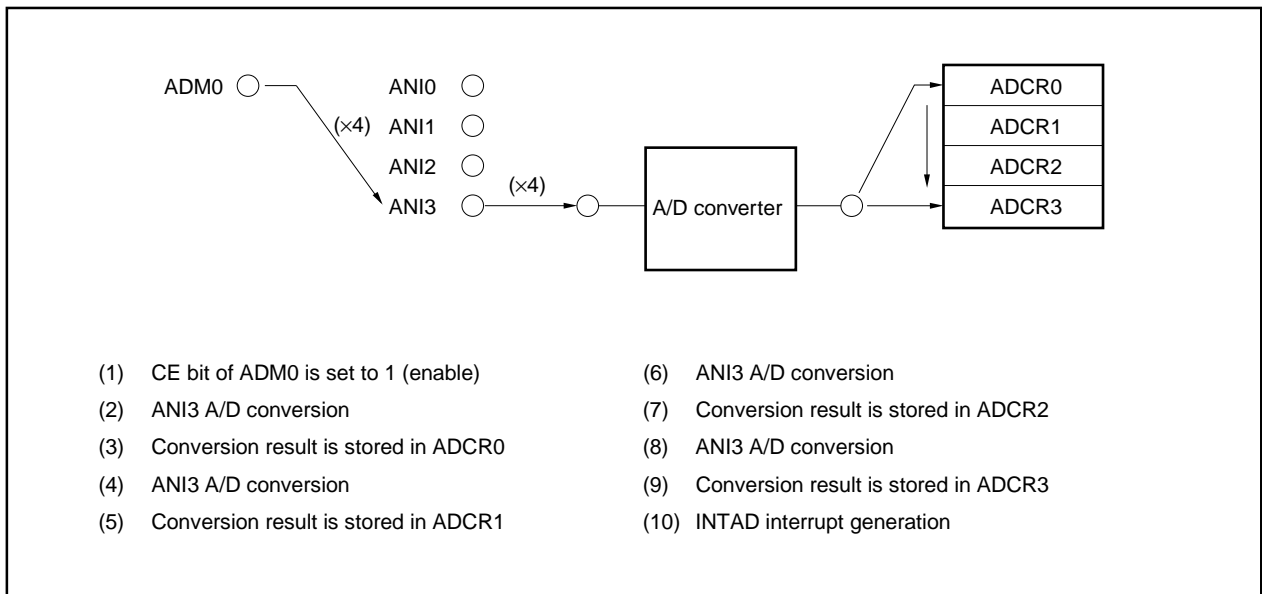 ADM0
ANI0
ADCR0
(×4)
ANI1
ADCR1
ANI2
ADCR2
(×4)
ANI3
A/D converter
ADCR3
(1) CE bit of ADM0 is set to 1 (enable)
(2) ANI3 A/D conversion
(3) Conversion result is stored in ADCR0
(4) ANI3 A/D conversion
(5) Conversion result is stored in ADCR1
(6) ANI3 A/D conversion
(7) Conversion result is stored in ADCR2
(8) ANI3 A/D conversion
(9) Conversion result is stored in ADCR3
(10) INTAD interrupt generation